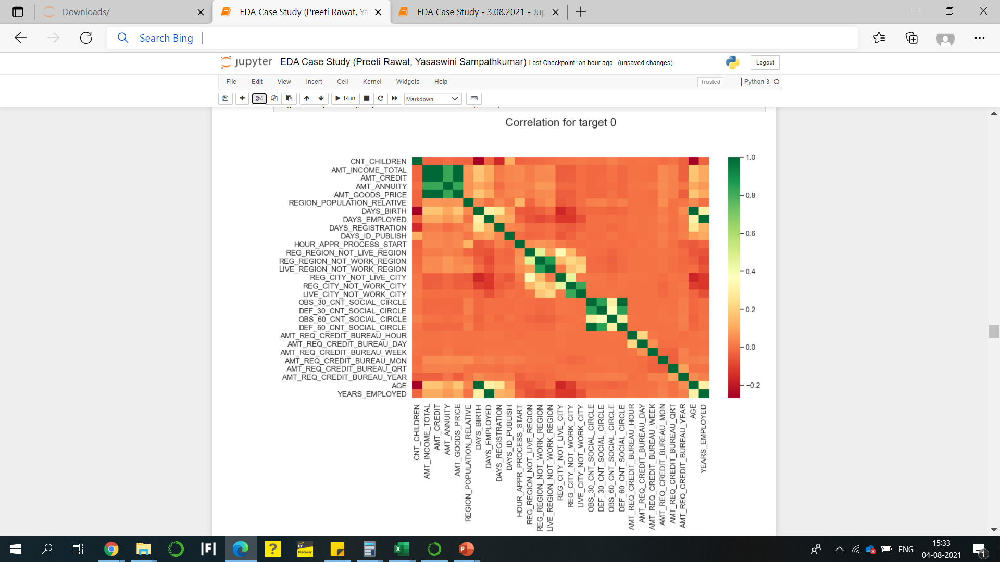 Downloads/
EDA Case Study (Preeti Rawat, Ya
EDA Case Study - 3.08.2021 - Jup
Search Bing
jupyter EDA Case Study (Preeti Rawat, Yasaswini Sampathkumar) Last Checkpoint: an hour ago (unsaved changes)
Logout
File Edit View Insert Cell Kernel Widgets Help
Trusted
Python 3
Run
Markdown
Correlation for target 0
CNT_CHILDREN
AMT_INCOME_TOTAL
AMT_CREDIT
AMT_ANNUITY
AMT_GOODS_PRICE
REGION_POPULATION_RELATIVE
DAYS_BIRTH
DAYS_EMPLOYED
DAYS_REGISTRATION
DAYS_ID_PUBLISH
HOUR_APPR_PROCESS_START
REG_REGION_NOT_LIVE_REGION
REG_REGION_NOT_WORK_REGION
LIVE_REGION_NOT_WORK_REGION
REG_CITY_NOT_LIVE_CITY
REG_CITY_NOT_WORK_CITY
LIVE_CITY_NOT_WORK_CITY
OBS_30_CNT_SOCIAL_CIRCLE
DEF_30_CNT_SOCIAL_CIRCLE
OBS_60_CNT_SOCIAL_CIRCLE
DEF_60_CNT_SOCIAL_CIRCLE
AMT_REQ_CREDIT_BUREAU_HOUR
AMT_REQ_CREDIT_BUREAU_DAY
AMT_REQ_CREDIT_BUREAU_WEEK
AMT_REQ_CREDIT_BUREAU_MON
AMT_REQ_CREDIT_BUREAU_QRT
AMT_REQ_CREDIT_BUREAU_YEAR
AGE
YEARS_EMPLOYED
1.0
0.8
0.6
0.4
0.2
0.0
−0.2
CNT_CHILDREN
AMT_INCOME_TOTAL
AMT_CREDIT
AMT_ANNUITY
AMT_GOODS_PRICE
REGION_POPULATION_RELATIVE
DAYS_BIRTH
DAYS_EMPLOYED
DAYS_REGISTRATION
DAYS_ID_PUBLISH
HOUR_APPR_PROCESS_START
REG_REGION_NOT_LIVE_REGION
REG_REGION_NOT_WORK_REGION
LIVE_REGION_NOT_WORK_REGION
REG_CITY_NOT_LIVE_CITY
REG_CITY_NOT_WORK_CITY
LIVE_CITY_NOT_WORK_CITY
OBS_30_CNT_SOCIAL_CIRCLE
DEF_30_CNT_SOCIAL_CIRCLE
OBS_60_CNT_SOCIAL_CIRCLE
DEF_60_CNT_SOCIAL_CIRCLE
AMT_REQ_CREDIT_BUREAU_HOUR
AMT_REQ_CREDIT_BUREAU_DAY
AMT_REQ_CREDIT_BUREAU_WEEK
AMT_REQ_CREDIT_BUREAU_MON
AMT_REQ_CREDIT_BUREAU_QRT
AMT_REQ_CREDIT_BUREAU_YEAR
AGE
YEARS_EMPLOYED
|F|
?
EY
Discover
X
P
ENG
15:33
04-08-2021
1